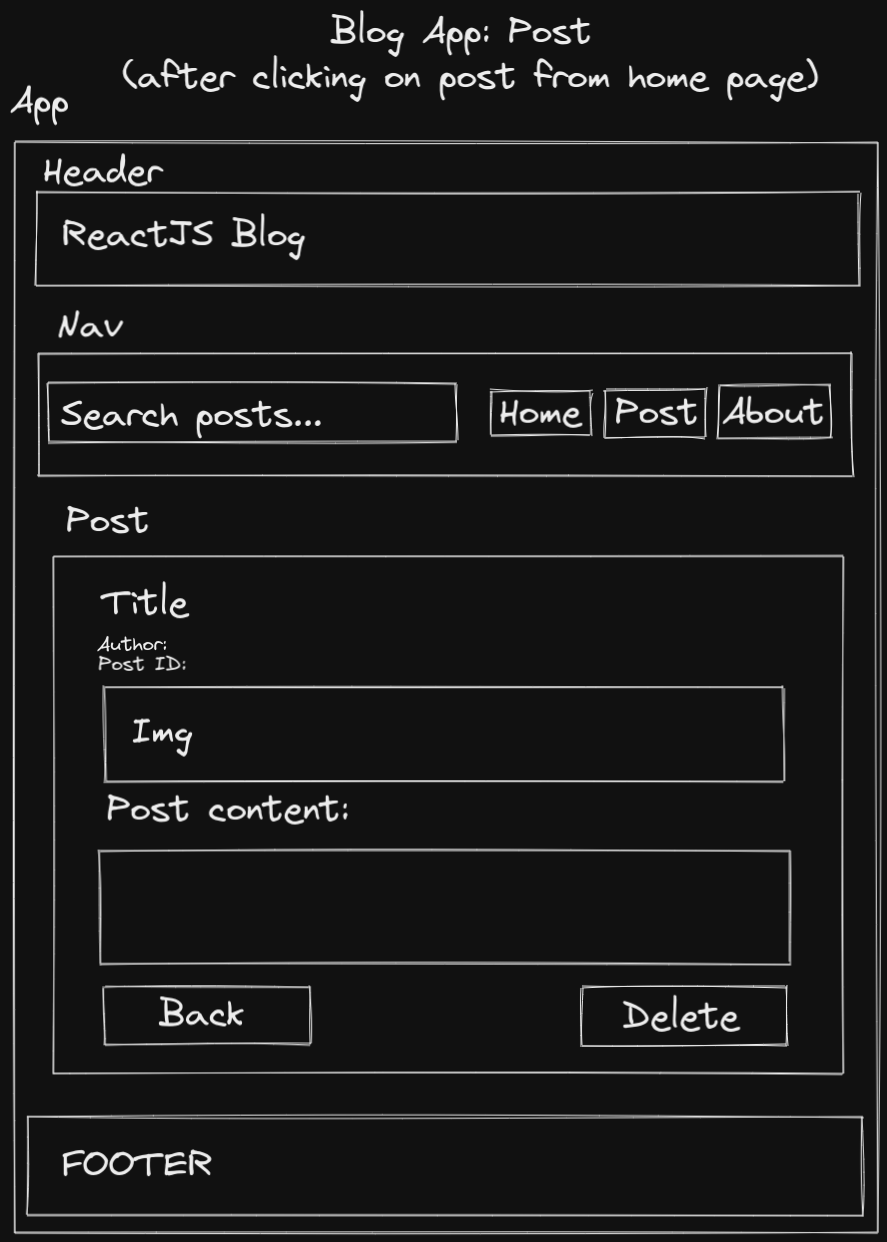 Blog App: Post
(after clicking on post from home page)
App
Header
ReactJS Blog
Nav
Search posts... Home Post About
Post
Title
Author:
Post ID:
Img
Post content:
Back Delete
FOOTER